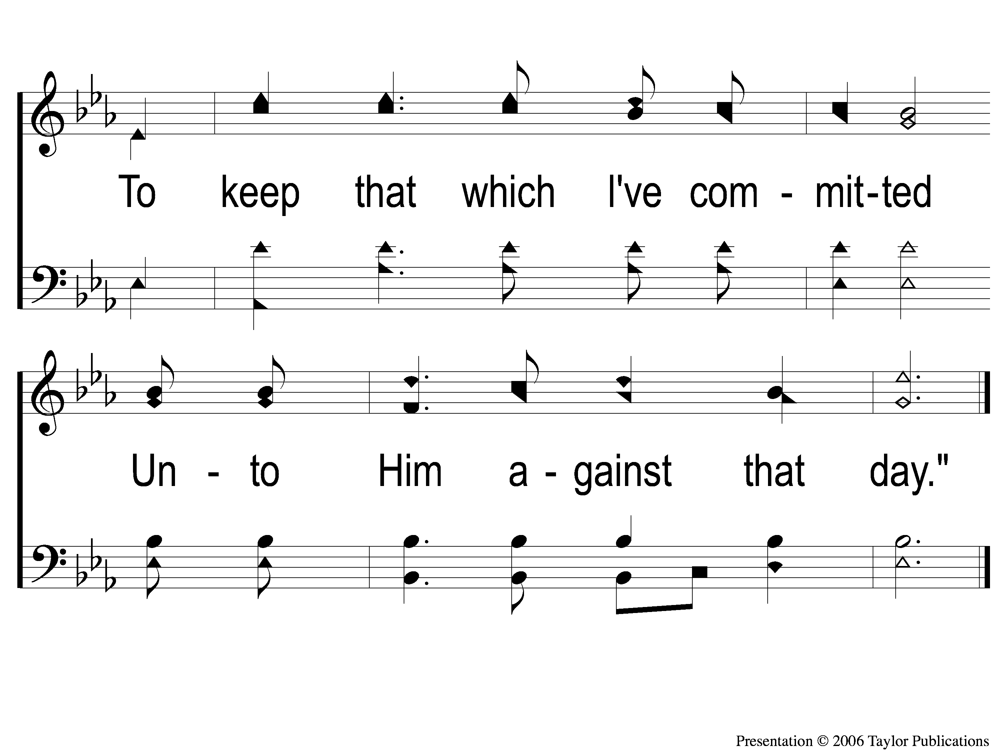 To keep that which I've com - mit-ted
Un - to Him a - gainst that day."
Presentation © 2006 Taylor Publications